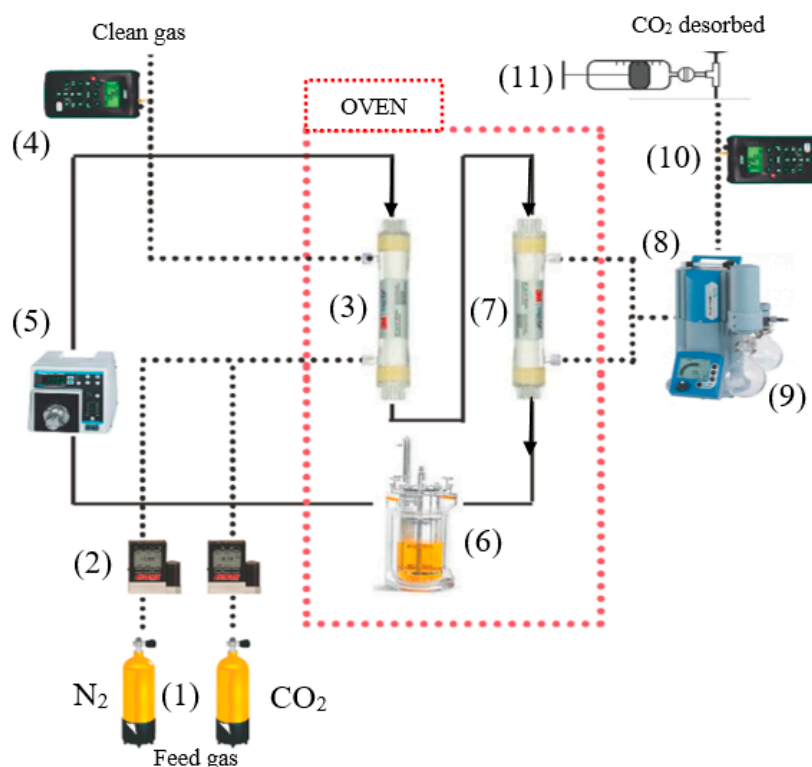 Clean gas
CO₂ desorbed
(11)
OVEN
(4)
(10)
(8)
(3)
(7)
(5)
(9)
(6)
(2)
N₂
(1)
CO₂
Feed gas